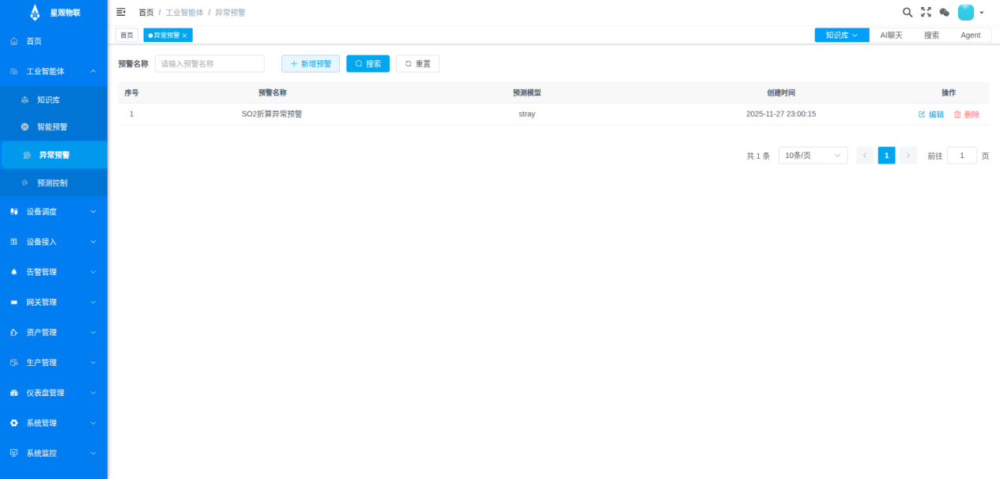 星观物联
首页
工业智能体
知识库
智能预警
异常预警
预测控制
设备调度
设备接入
告警管理
网关管理
资产管理
生产管理
仪表盘管理
系统管理
系统监控
首页 / 工业智能体 / 异常预警
首页 异常预警 知识库 AI聊天 搜索 Agent
预警名称 请输入预警名称 新增预警 搜索 重置
序号 预警名称 预测模型 创建时间 操作
1 SO2折算异常预警 stray 2025-11-27 23:00:15 编辑 删除
共 1 条 10条/页 1 前往 1 页